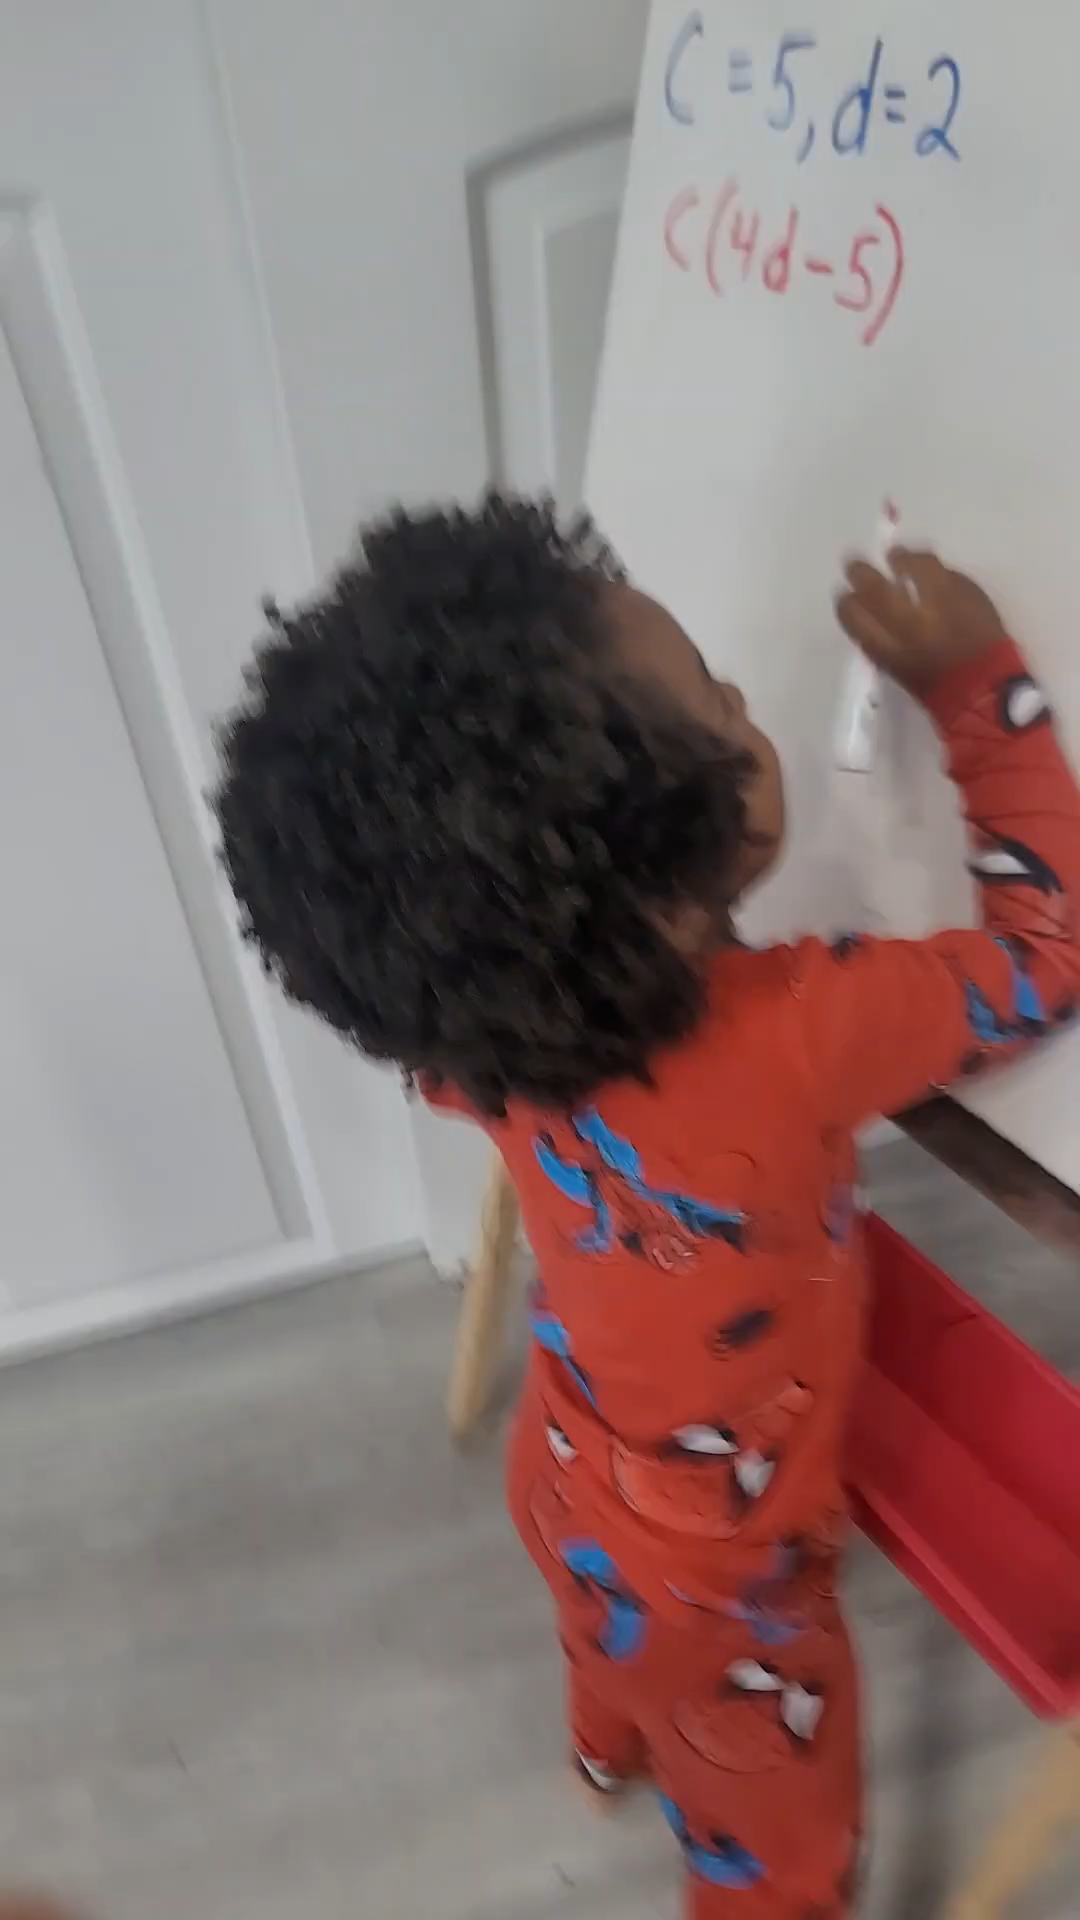 C = 5, d = 2
C(4d-5)